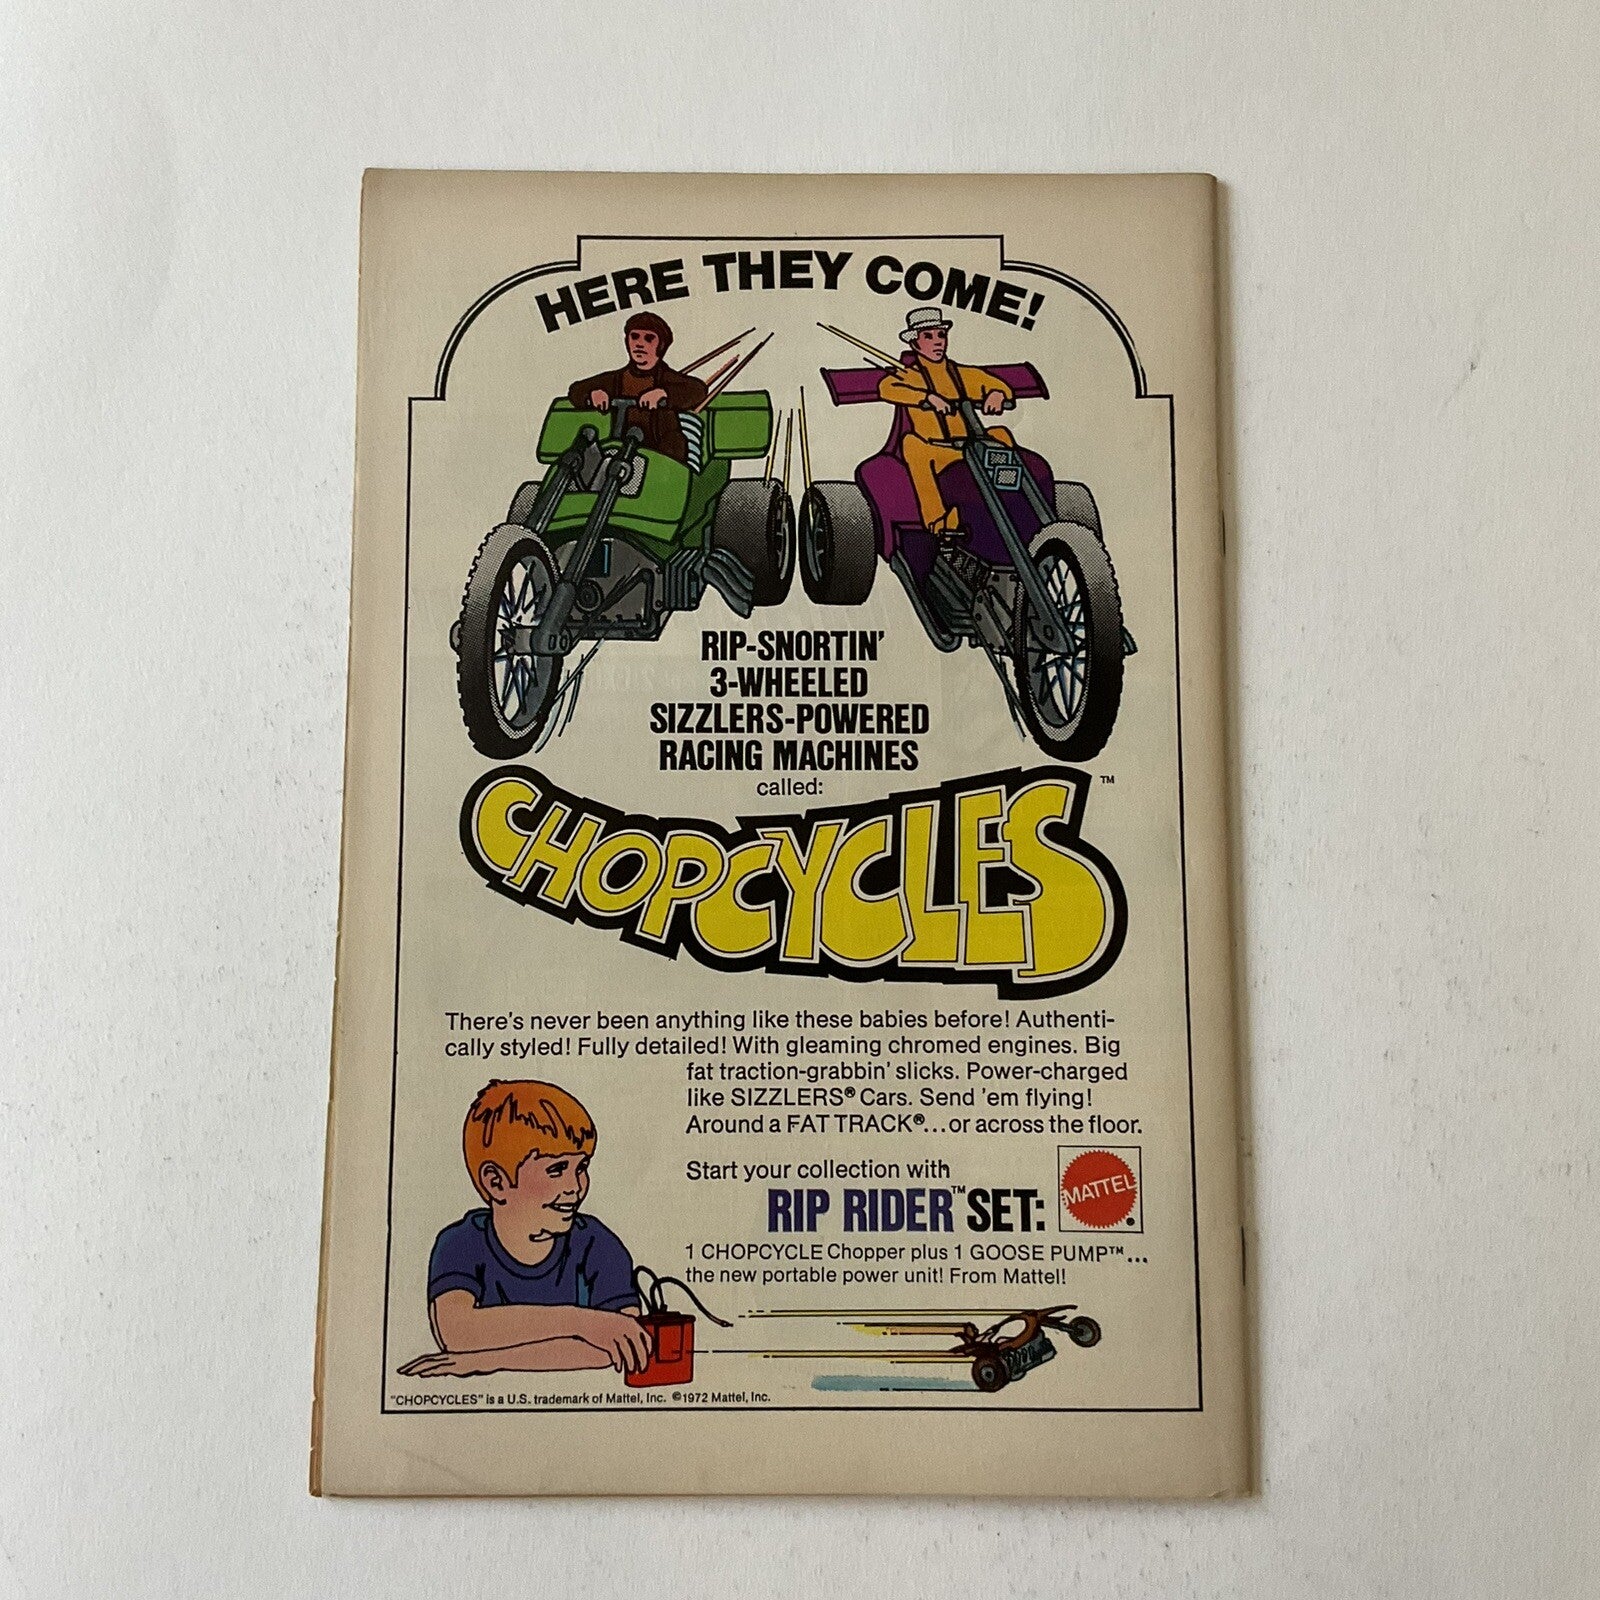 HERE THEY COME!
RIP-SNORTIN'
3-WHEELED
SIZZLERS-POWERED
RACING MACHINES
called:
CHOPCYCLES™
There's never been anything like these babies before! Authenti-
cally styled! Fully detailed! With gleaming chromed engines. Big
fat traction-grabbin' slicks. Power-charged
like SIZZLERS® Cars. Send 'em flying!
Around a FAT TRACK®...or across the floor.
Start your collection with
RIP RIDER™ SET:
MATTEL®
1 CHOPCYCLE Chopper plus 1 GOOSE PUMP™...
the new portable power unit! From Mattel!
"CHOPCYCLES" is a U.S. trademark of Mattel, Inc. ©1972 Mattel, Inc.